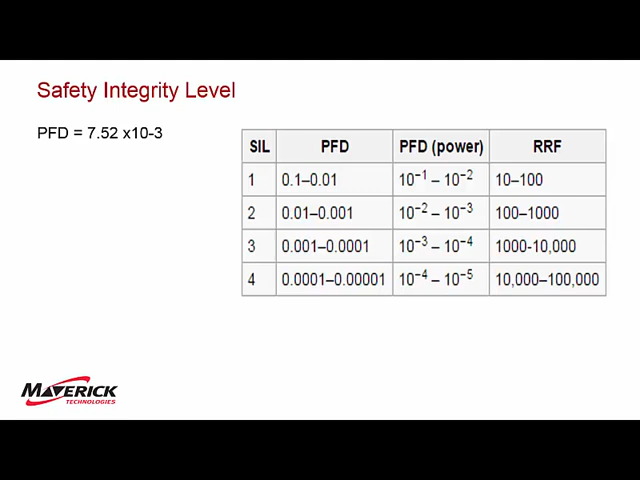 Safety Integrity Level
PFD = 7.52 x10-3
SIL PFD PFD (power) RRF
1 0.1–0.01 10⁻¹ – 10⁻² 10–100
2 0.01–0.001 10⁻² – 10⁻³ 100–1000
3 0.001–0.0001 10⁻³ – 10⁻⁴ 1000-10,000
4 0.0001–0.00001 10⁻⁴ – 10⁻⁵ 10,000–100,000
MAVERICK
TECHNOLOGIES